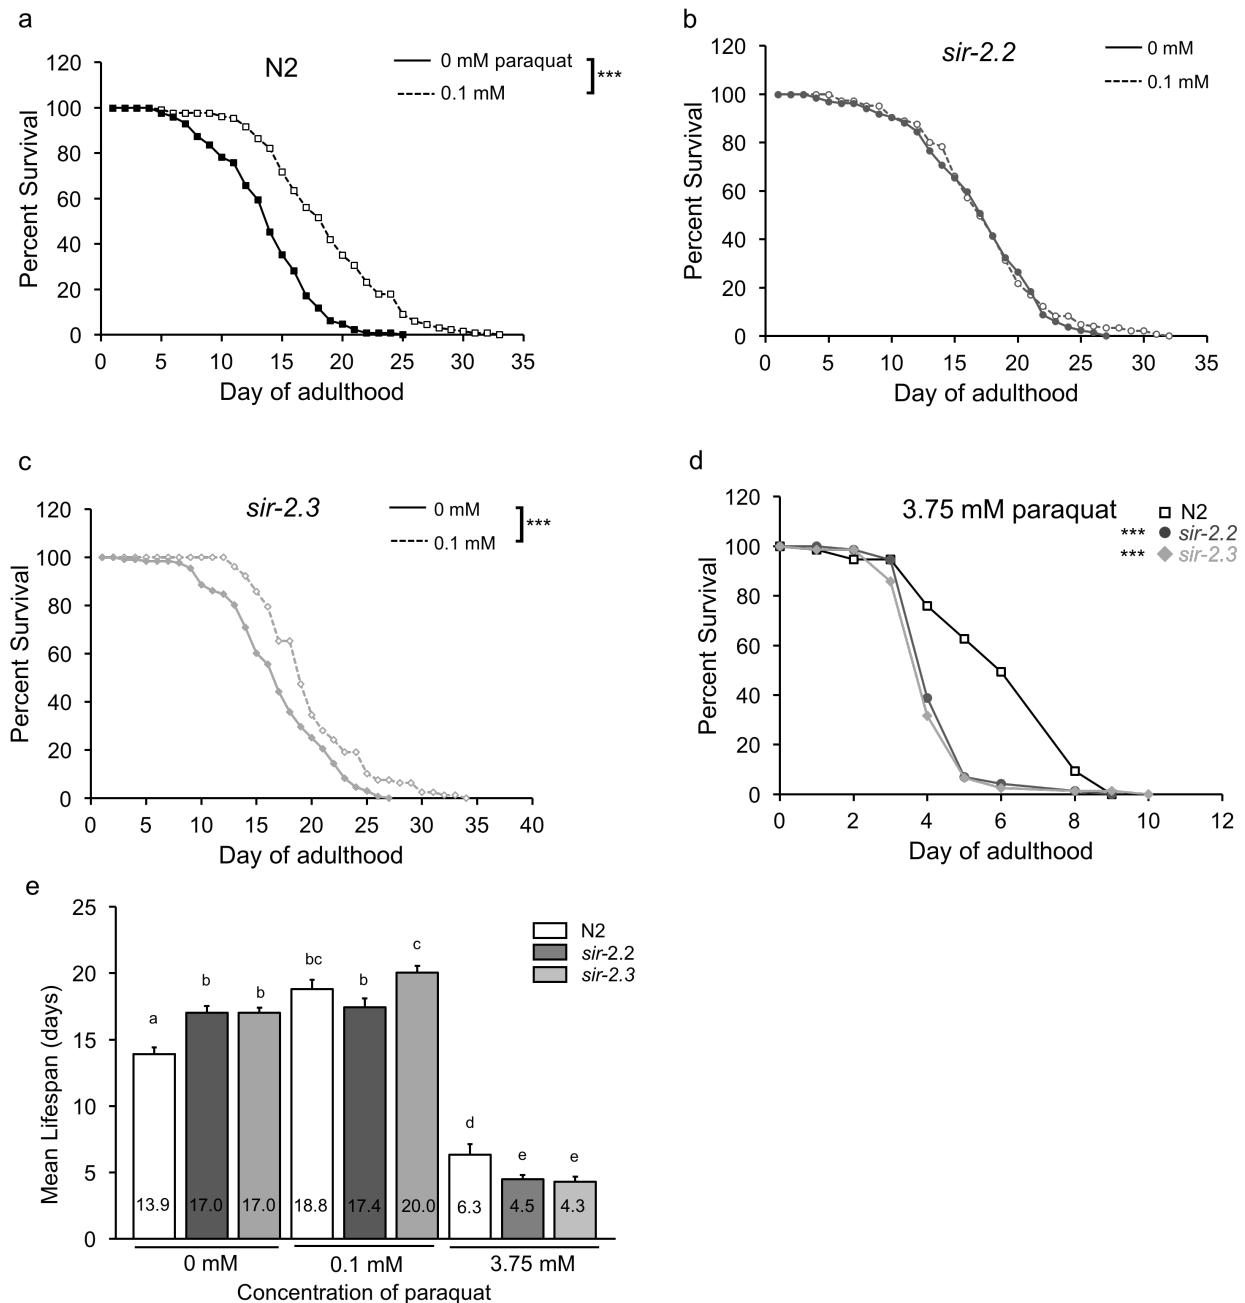 a
N2
0 mM paraquat
0.1 mM
***
120
100
80
60
40
20
0
Percent Survival
0 5 10 15 20 25 30 35
Day of adulthood
b
sir-2.2
0 mM
0.1 mM
120
100
80
60
40
20
0
Percent Survival
0 5 10 15 20 25 30 35
Day of adulthood
c
sir-2.3
0 mM
0.1 mM
***
120
100
80
60
40
20
0
Percent Survival
0 5 10 15 20 25 30 35 40
Day of adulthood
d
3.75 mM paraquat
N2
*** sir-2.2
*** sir-2.3
120
100
80
60
40
20
0
Percent Survival
0 2 4 6 8 10 12
Day of adulthood
e
N2
sir-2.2
sir-2.3
25
20
15
10
5
0
Mean Lifespan (days)
a b b bc b c d e e
13.9 17.0 17.0 18.8 17.4 20.0 6.3 4.5 4.3
0 mM 0.1 mM 3.75 mM
Concentration of paraquat